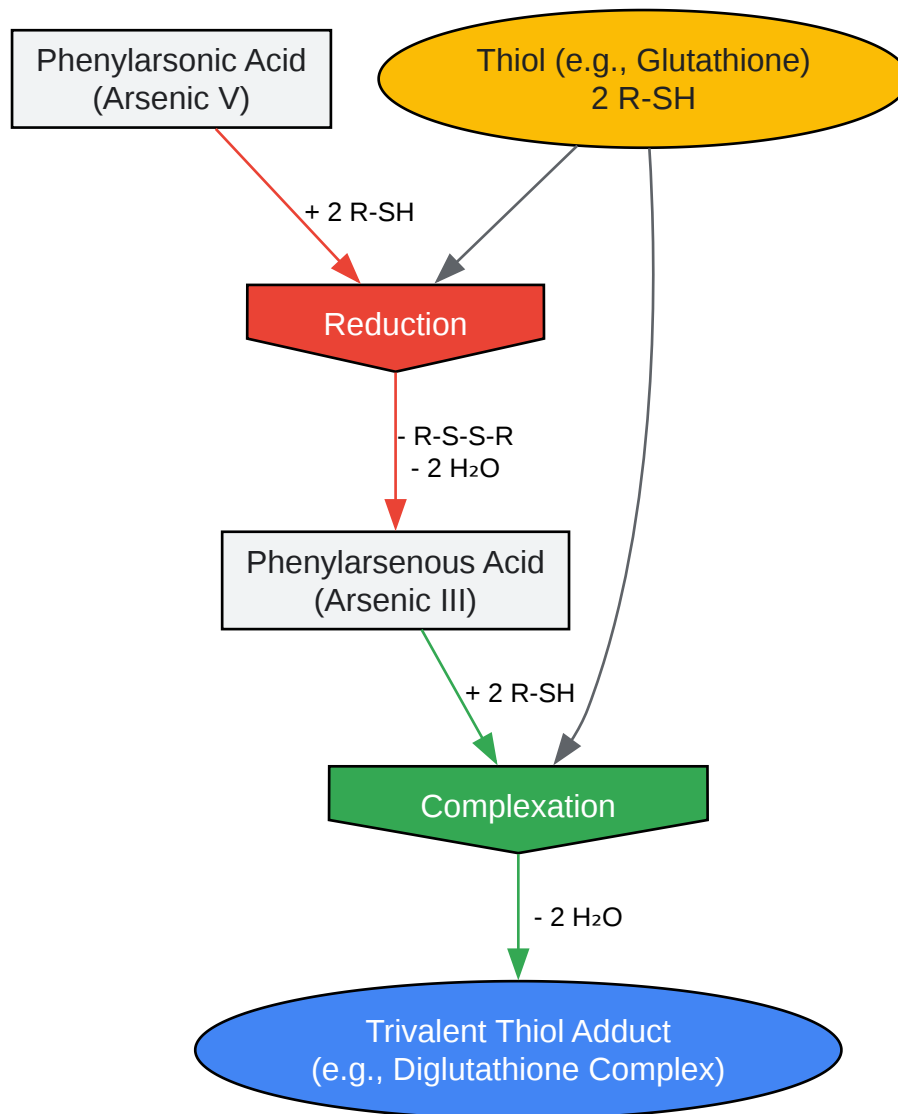 Phenylarsonic Acid
(Arsenic V)
Thiol (e.g., Glutathione)
2 R-SH
+ 2 R-SH
Reduction
- R-S-S-R
- 2 H₂O
Phenylarsenous Acid
(Arsenic III)
+ 2 R-SH
Complexation
- 2 H₂O
Trivalent Thiol Adduct
(e.g., Diglutathione Complex)